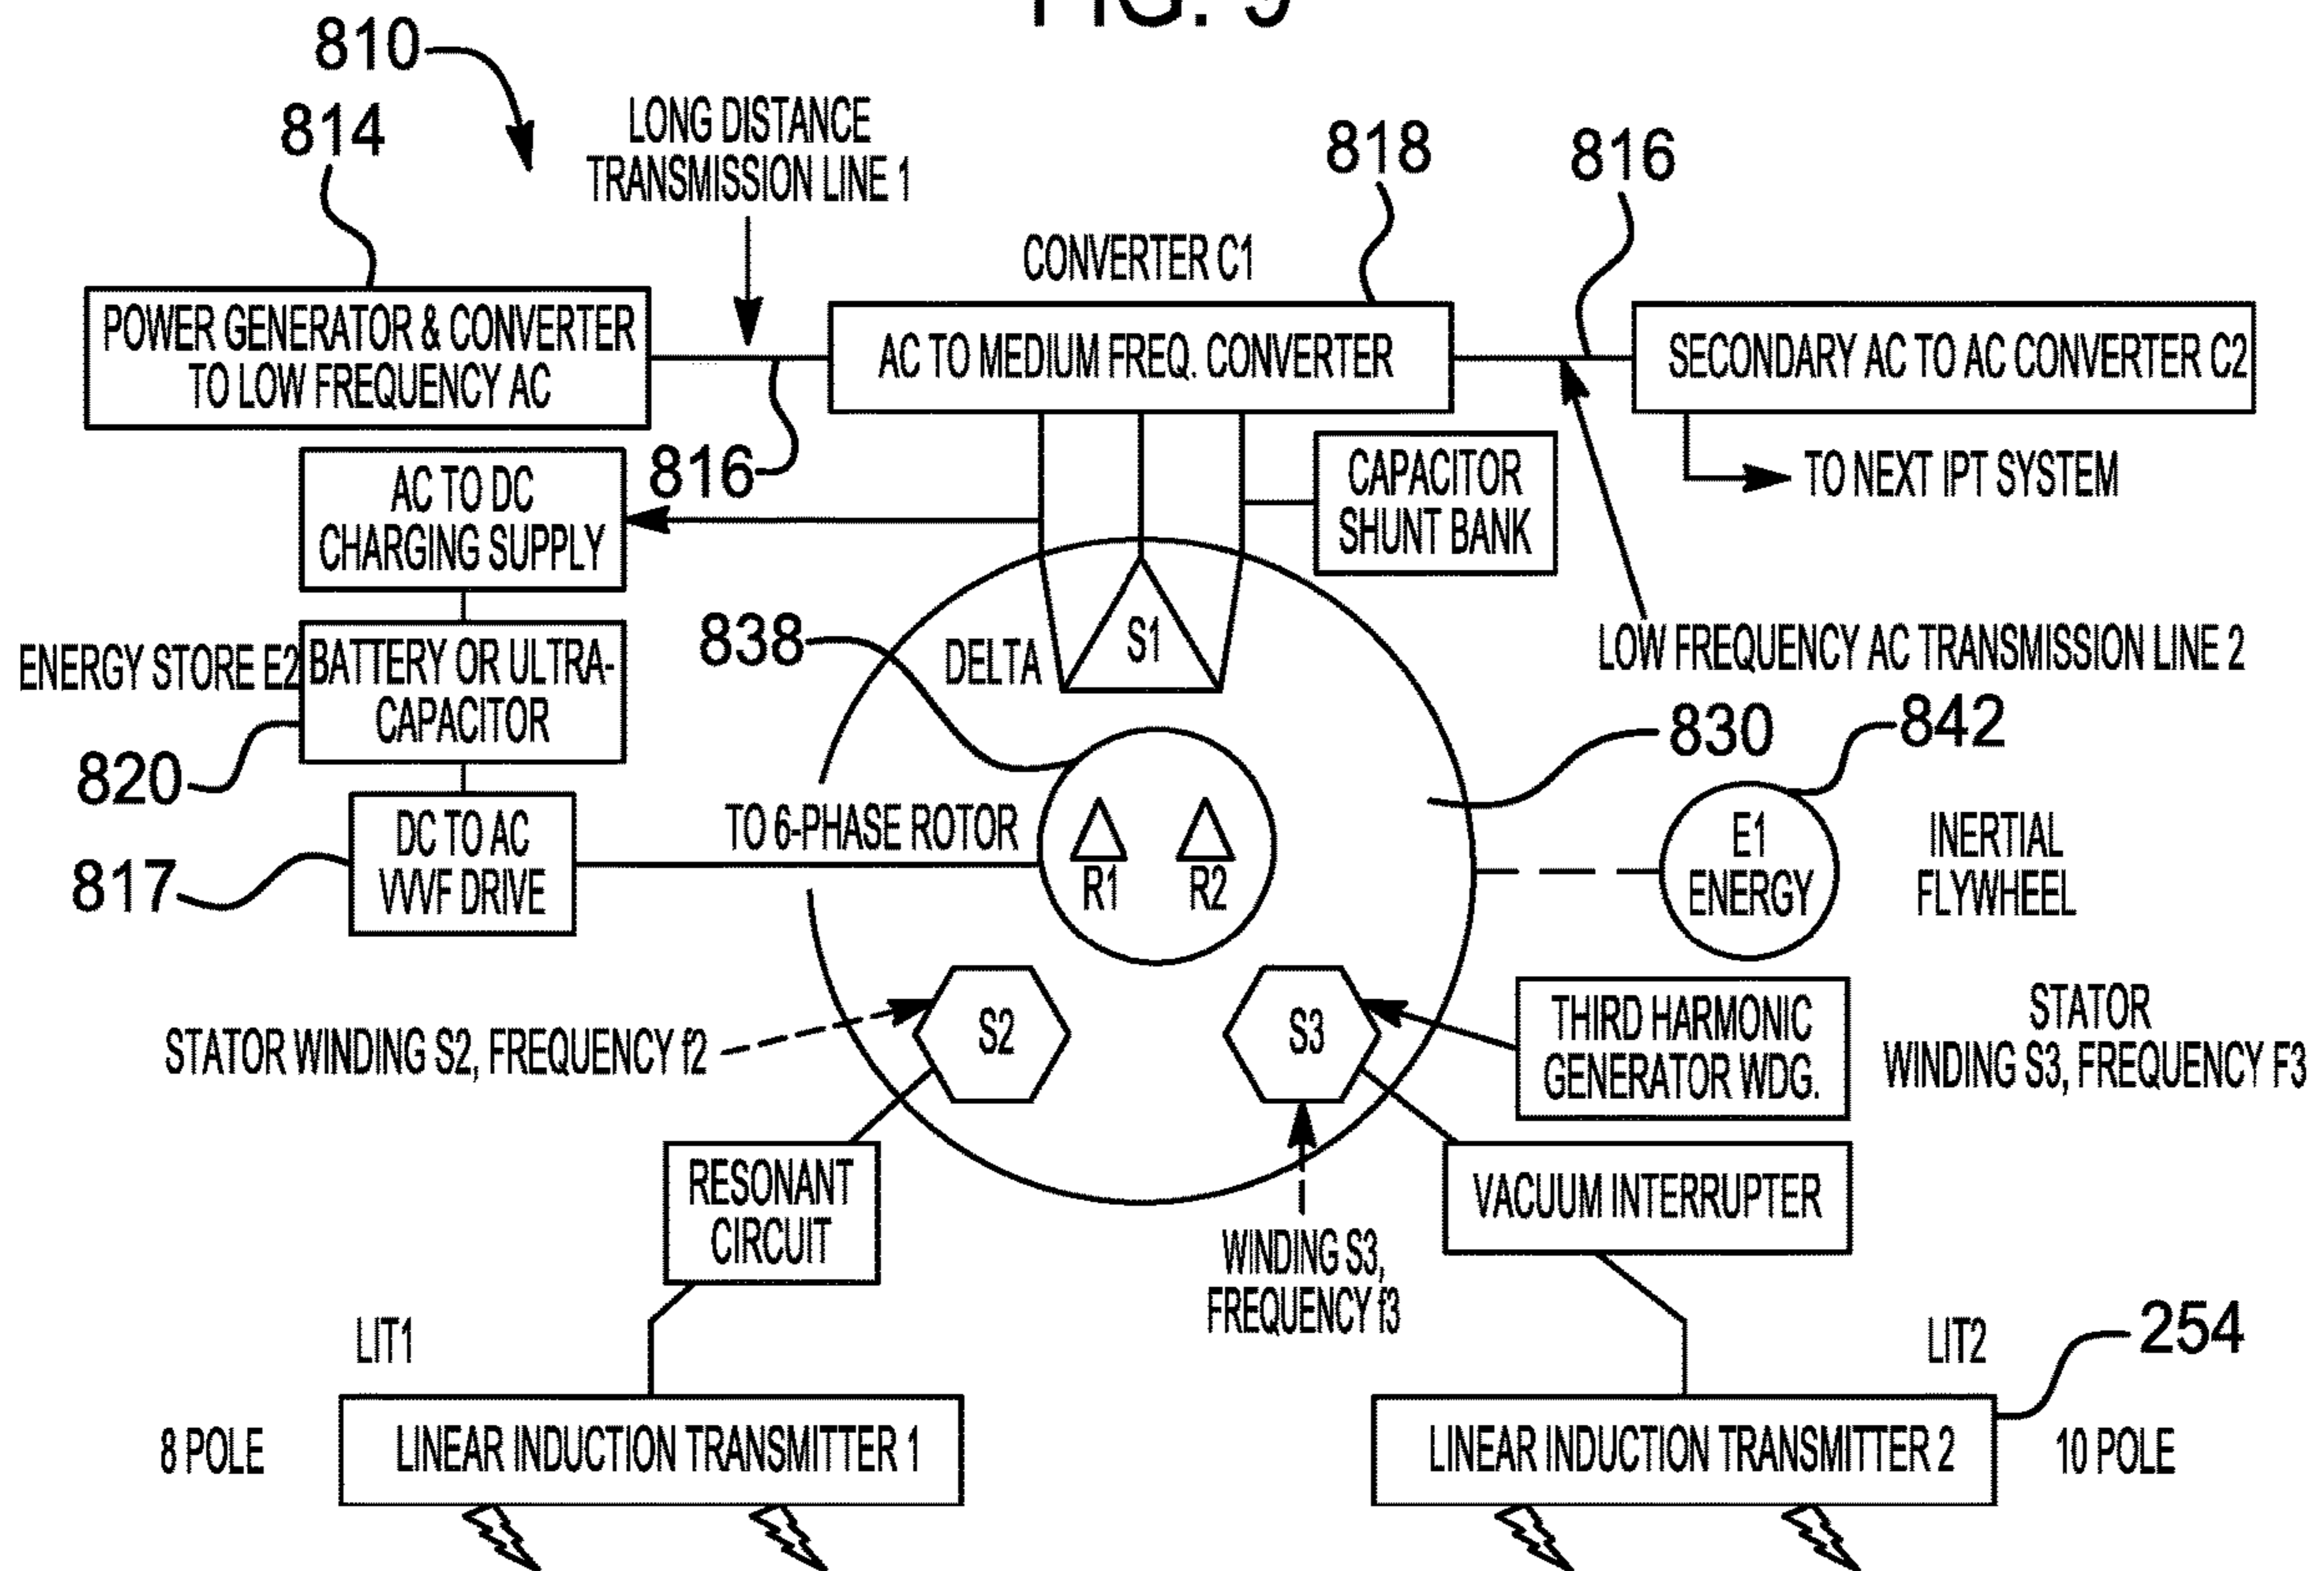 FIG. 9
810
814
LONG DISTANCE
TRANSMISSION LINE 1
818
816
CONVERTER C1
POWER GENERATOR & CONVERTER
TO LOW FREQUENCY AC
AC TO MEDIUM FREQ. CONVERTER
SECONDARY AC TO AC CONVERTER C2
816
AC TO DC
CHARGING SUPPLY
CAPACITOR
SHUNT BANK
TO NEXT IPT SYSTEM
838
DELTA
S1
LOW FREQUENCY AC TRANSMISSION LINE 2
ENERGY STORE E2
BATTERY OR ULTRA-
CAPACITOR
820
830
842
TO 6-PHASE ROTOR
DC TO AC
VVVF DRIVE
817
R1
R2
E1
ENERGY
INERTIAL
FLYWHEEL
STATOR WINDING S2, FREQUENCY f2
S2
S3
THIRD HARMONIC
GENERATOR WDG.
STATOR
WINDING S3, FREQUENCY F3
RESONANT
CIRCUIT
VACUUM INTERRUPTER
WINDING S3,
FREQUENCY f3
LIT1
LIT2
254
8 POLE
LINEAR INDUCTION TRANSMITTER 1
LINEAR INDUCTION TRANSMITTER 2
10 POLE